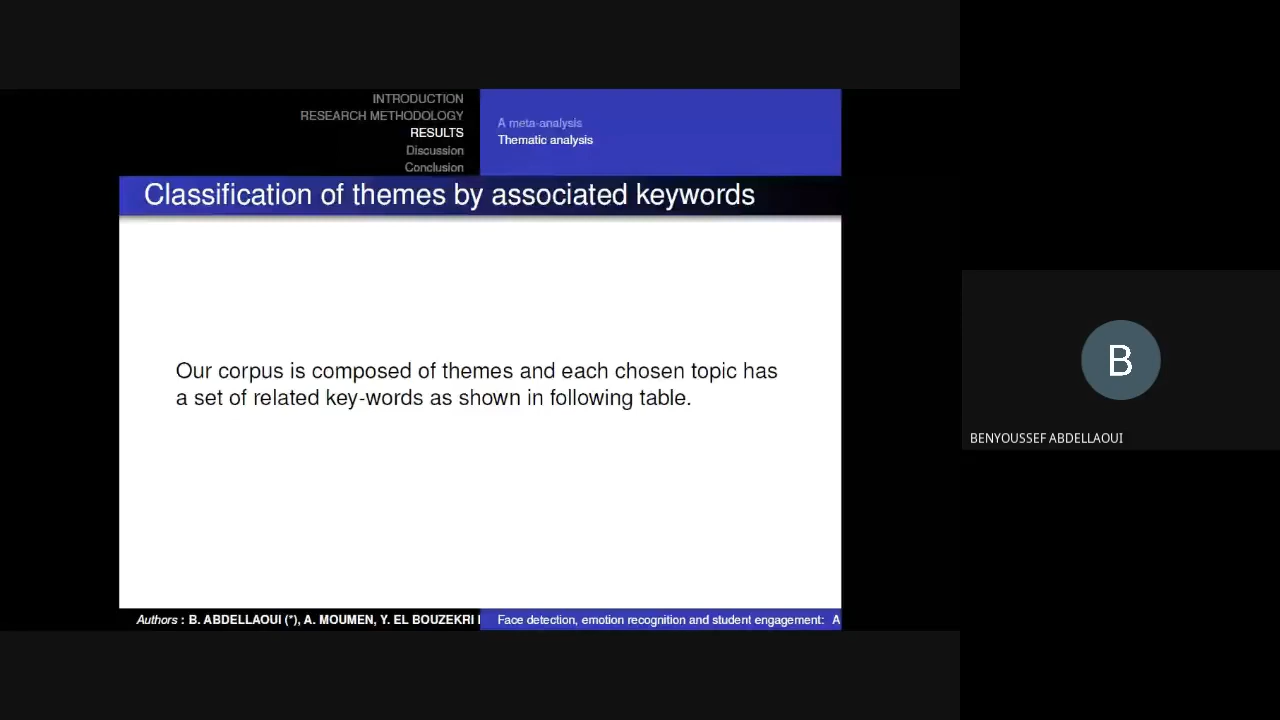 INTRODUCTION
RESEARCH METHODOLOGY
RESULTS
Discussion
Conclusion
A meta-analysis
Thematic analysis
Classification of themes by associated keywords
Our corpus is composed of themes and each chosen topic has
a set of related key-words as shown in following table.
Authors : B. ABDELLAOUI (*), A. MOUMEN, Y. EL BOUZEKRI
Face detection, emotion recognition and student engagement: A
B
BENYOUSSEF ABDELLAOUI